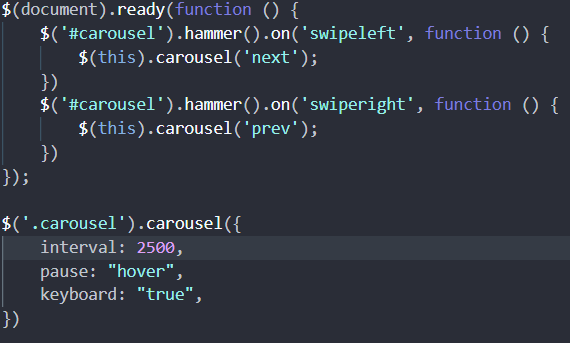 $(document).ready(function () {
    $('#carousel').hammer().on('swipeleft', function () {
        $(this).carousel('next');
    })
    $('#carousel').hammer().on('swiperight', function () {
        $(this).carousel('prev');
    })
});

$('.carousel').carousel({
    interval: 2500,
    pause: "hover",
    keyboard: "true",
})